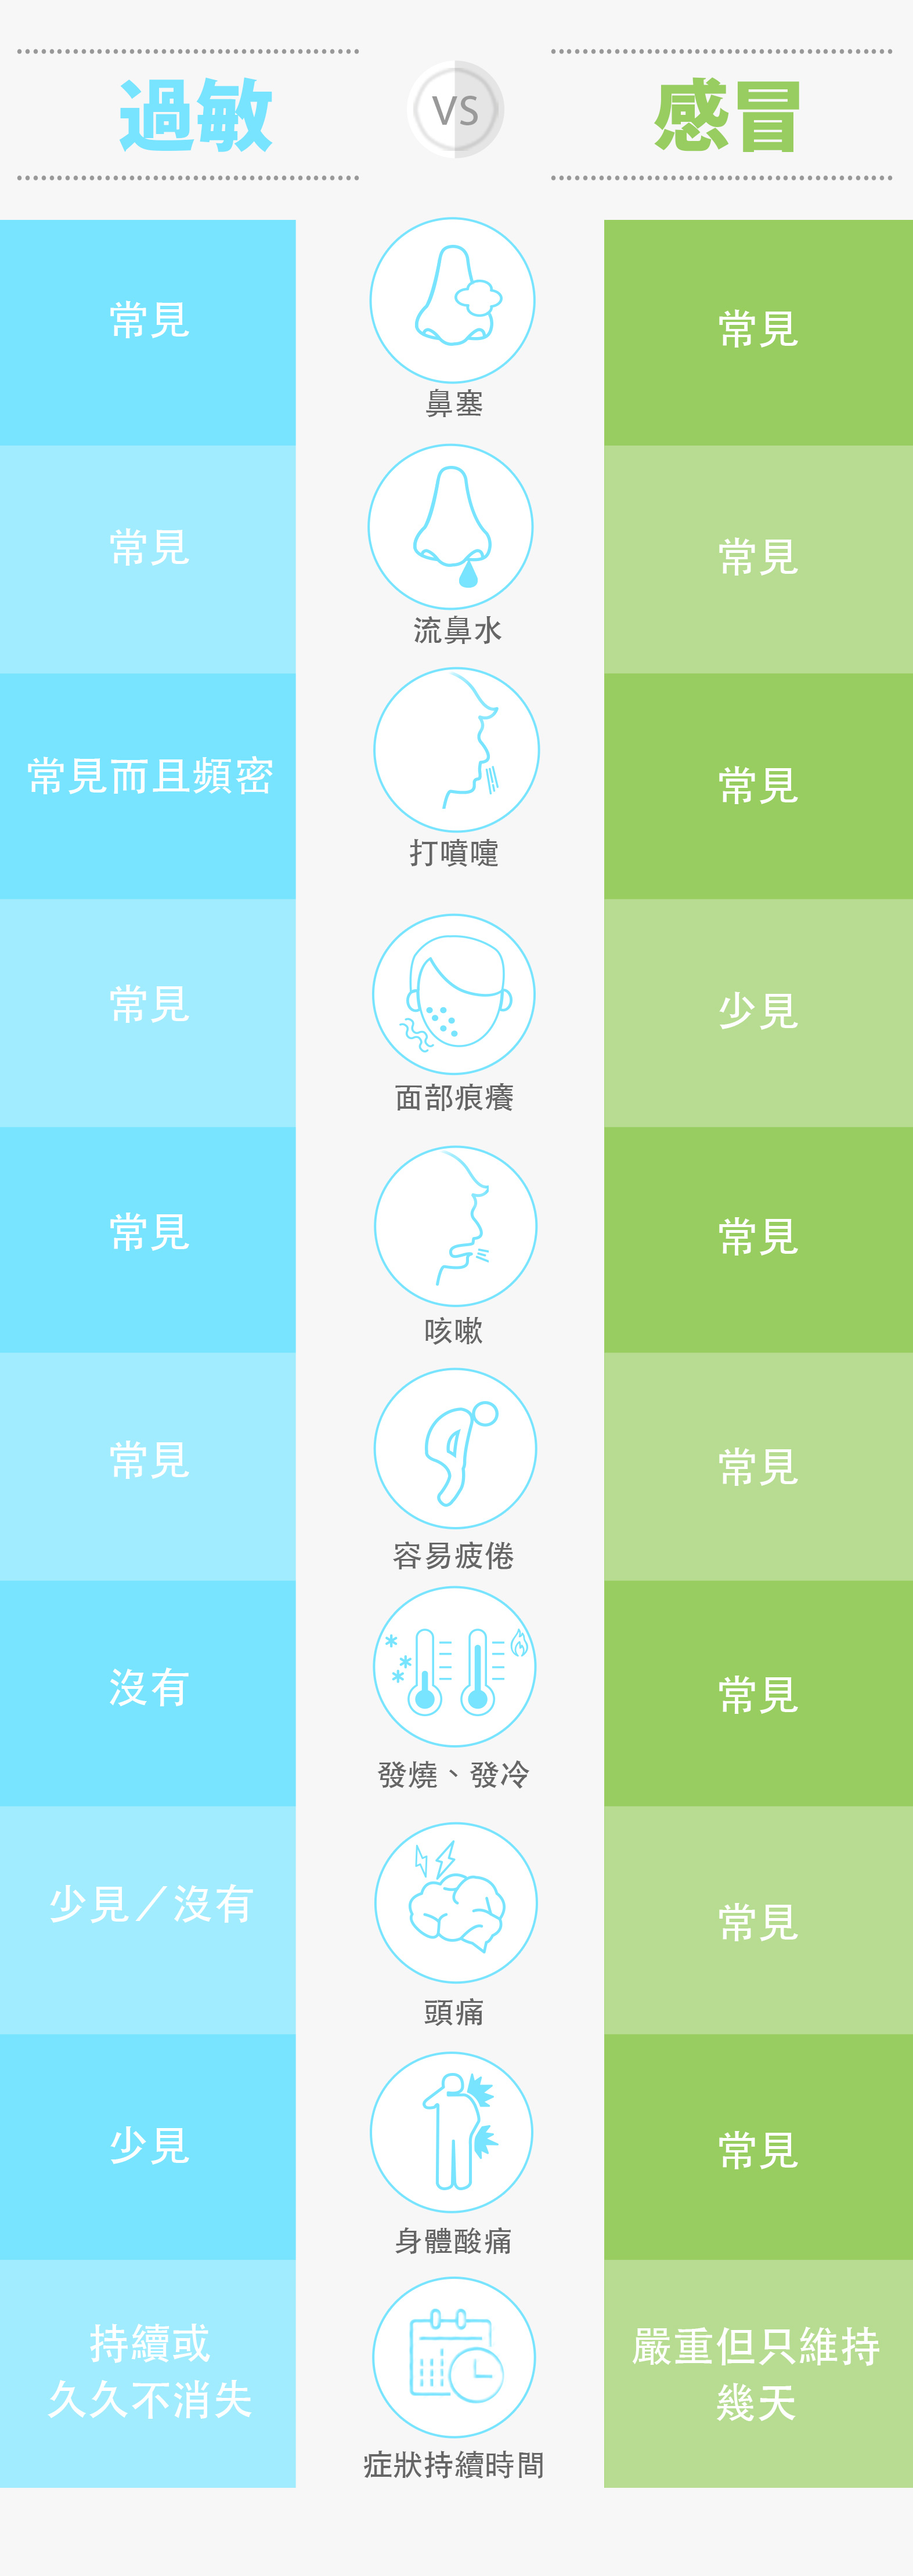 過敏 VS 感冒
常見 鼻塞 常見
常見 流鼻水 常見
常見而且頻密 打噴嚏 常見
常見 面部痕癢 少見
常見 咳嗽 常見
常見 容易疲倦 常見
沒有 發燒、發冷 常見
少見／沒有 頭痛 常見
少見 身體酸痛 常見
持續或
久久不消失
症狀持續時間
嚴重但只維持
幾天